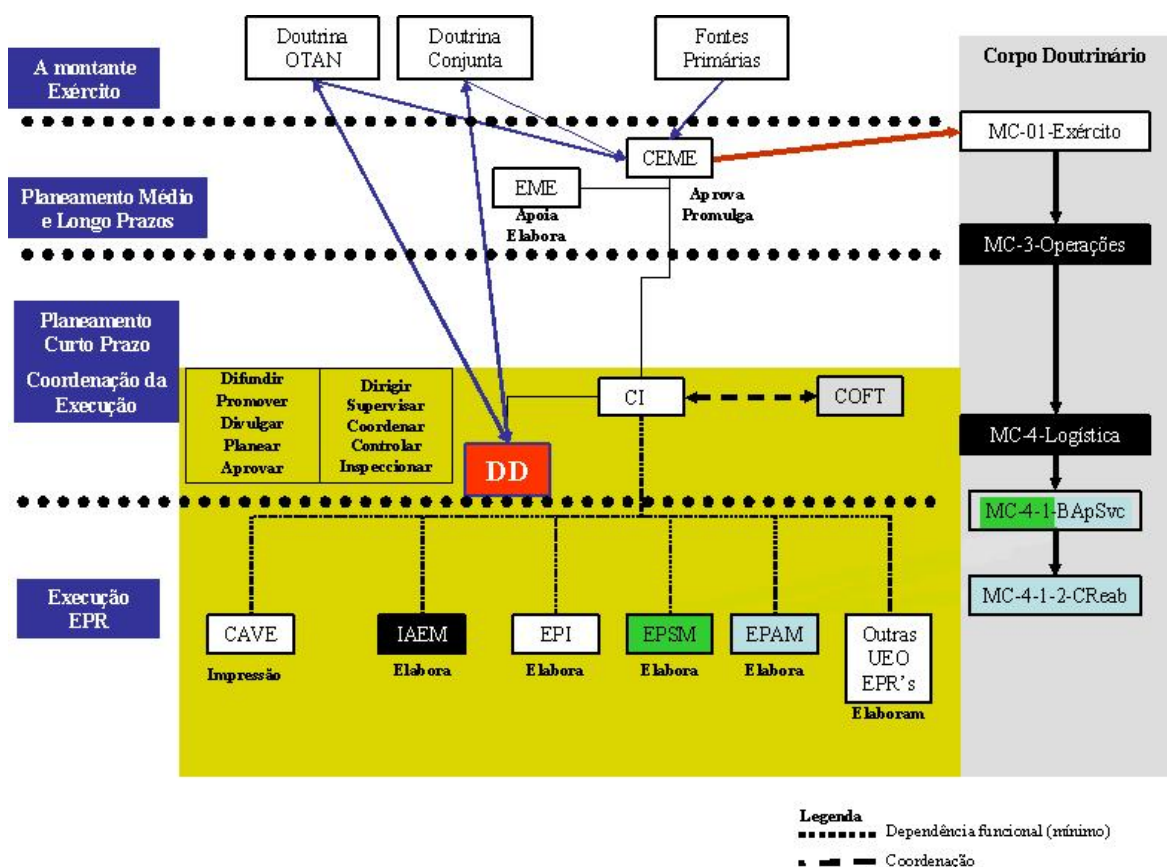 Doutrina
OTAN
Doutrina
Conjunta
Fontes
Primárias
Corpo Doutrinário
A montante
Exército
MC-01-Exército
CEME
EME
Aprova
Promulga
Apoia
Elabora
Planeamento Médio
e Longo Prazos
MC-3-Operações
Planeamento
Curto Prazo
Coordenação da
Execução
Difundir
Promover
Divulgar
Planear
Aprovar
Dirigir
Supervisar
Coordenar
Controlar
Inspeccionar
CI
COFT
DD
MC-4-Logística
MC-4-1-BApSvc
MC-4-1-2-CReab
Execução
EPR
CAVE
Impressão
IAEM
Elabora
EPI
Elabora
EPSM
Elabora
EPAM
Elabora
Outras
UEO
EPR’s
Elaboram
Legenda
Dependência funcional (mínimo)
Coordenação